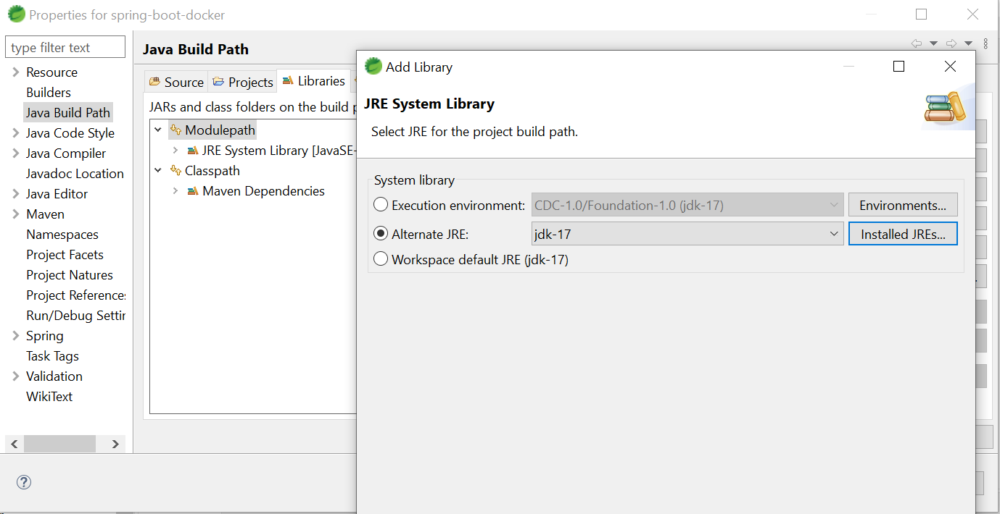 Properties for spring-boot-docker
type filter text
Resource
Builders
Java Build Path
Java Code Style
Java Compiler
Javadoc Location
Java Editor
Maven
Namespaces
Project Facets
Project Natures
Project References
Run/Debug Settin
Spring
Task Tags
Validation
WikiText
Java Build Path
Source
Projects
Libraries
JARs and class folders on the build p
Modulepath
JRE System Library [JavaSE-
Classpath
Maven Dependencies
Add Library
JRE System Library
Select JRE for the project build path.
System library
Execution environment:
CDC-1.0/Foundation-1.0 (jdk-17)
Environments...
Alternate JRE:
jdk-17
Installed JREs...
Workspace default JRE (jdk-17)